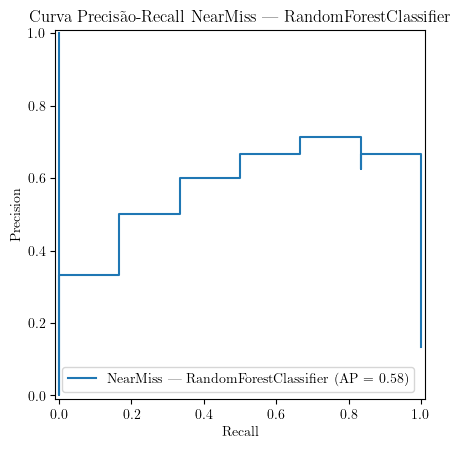 Curva Precisão-Recall NearMiss — RandomForestClassifier
1.0
0.8
0.6
0.4
0.2
0.0
Precision
NearMiss — RandomForestClassifier (AP = 0.58)
0.0 0.2 0.4 0.6 0.8 1.0
Recall